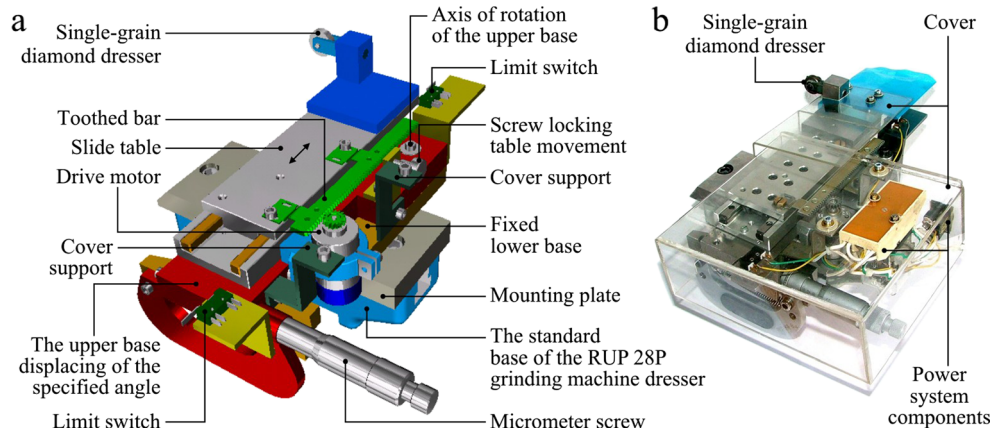 a
Single-grain
diamond dresser
Toothed bar
Slide table
Drive motor
Cover
support
The upper base
displacing of the
specified angle
Limit switch
Axis of rotation
of the upper base
Limit switch
Screw locking
table movement
Cover support
Fixed
lower base
Mounting plate
The standard
base of the RUP 28P
grinding machine dresser
Micrometer screw
b
Single-grain
diamond dresser
Cover
Power
system
components